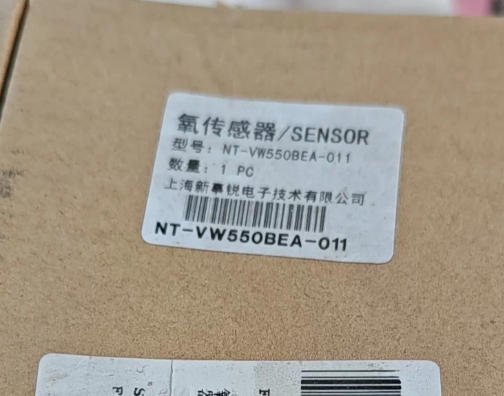 氧传感器/SENSOR
型号: NT-VW550BEA-011
数量: 1 PC
上海新摹锐电子技术有限公司
NT-VW550BEA-011